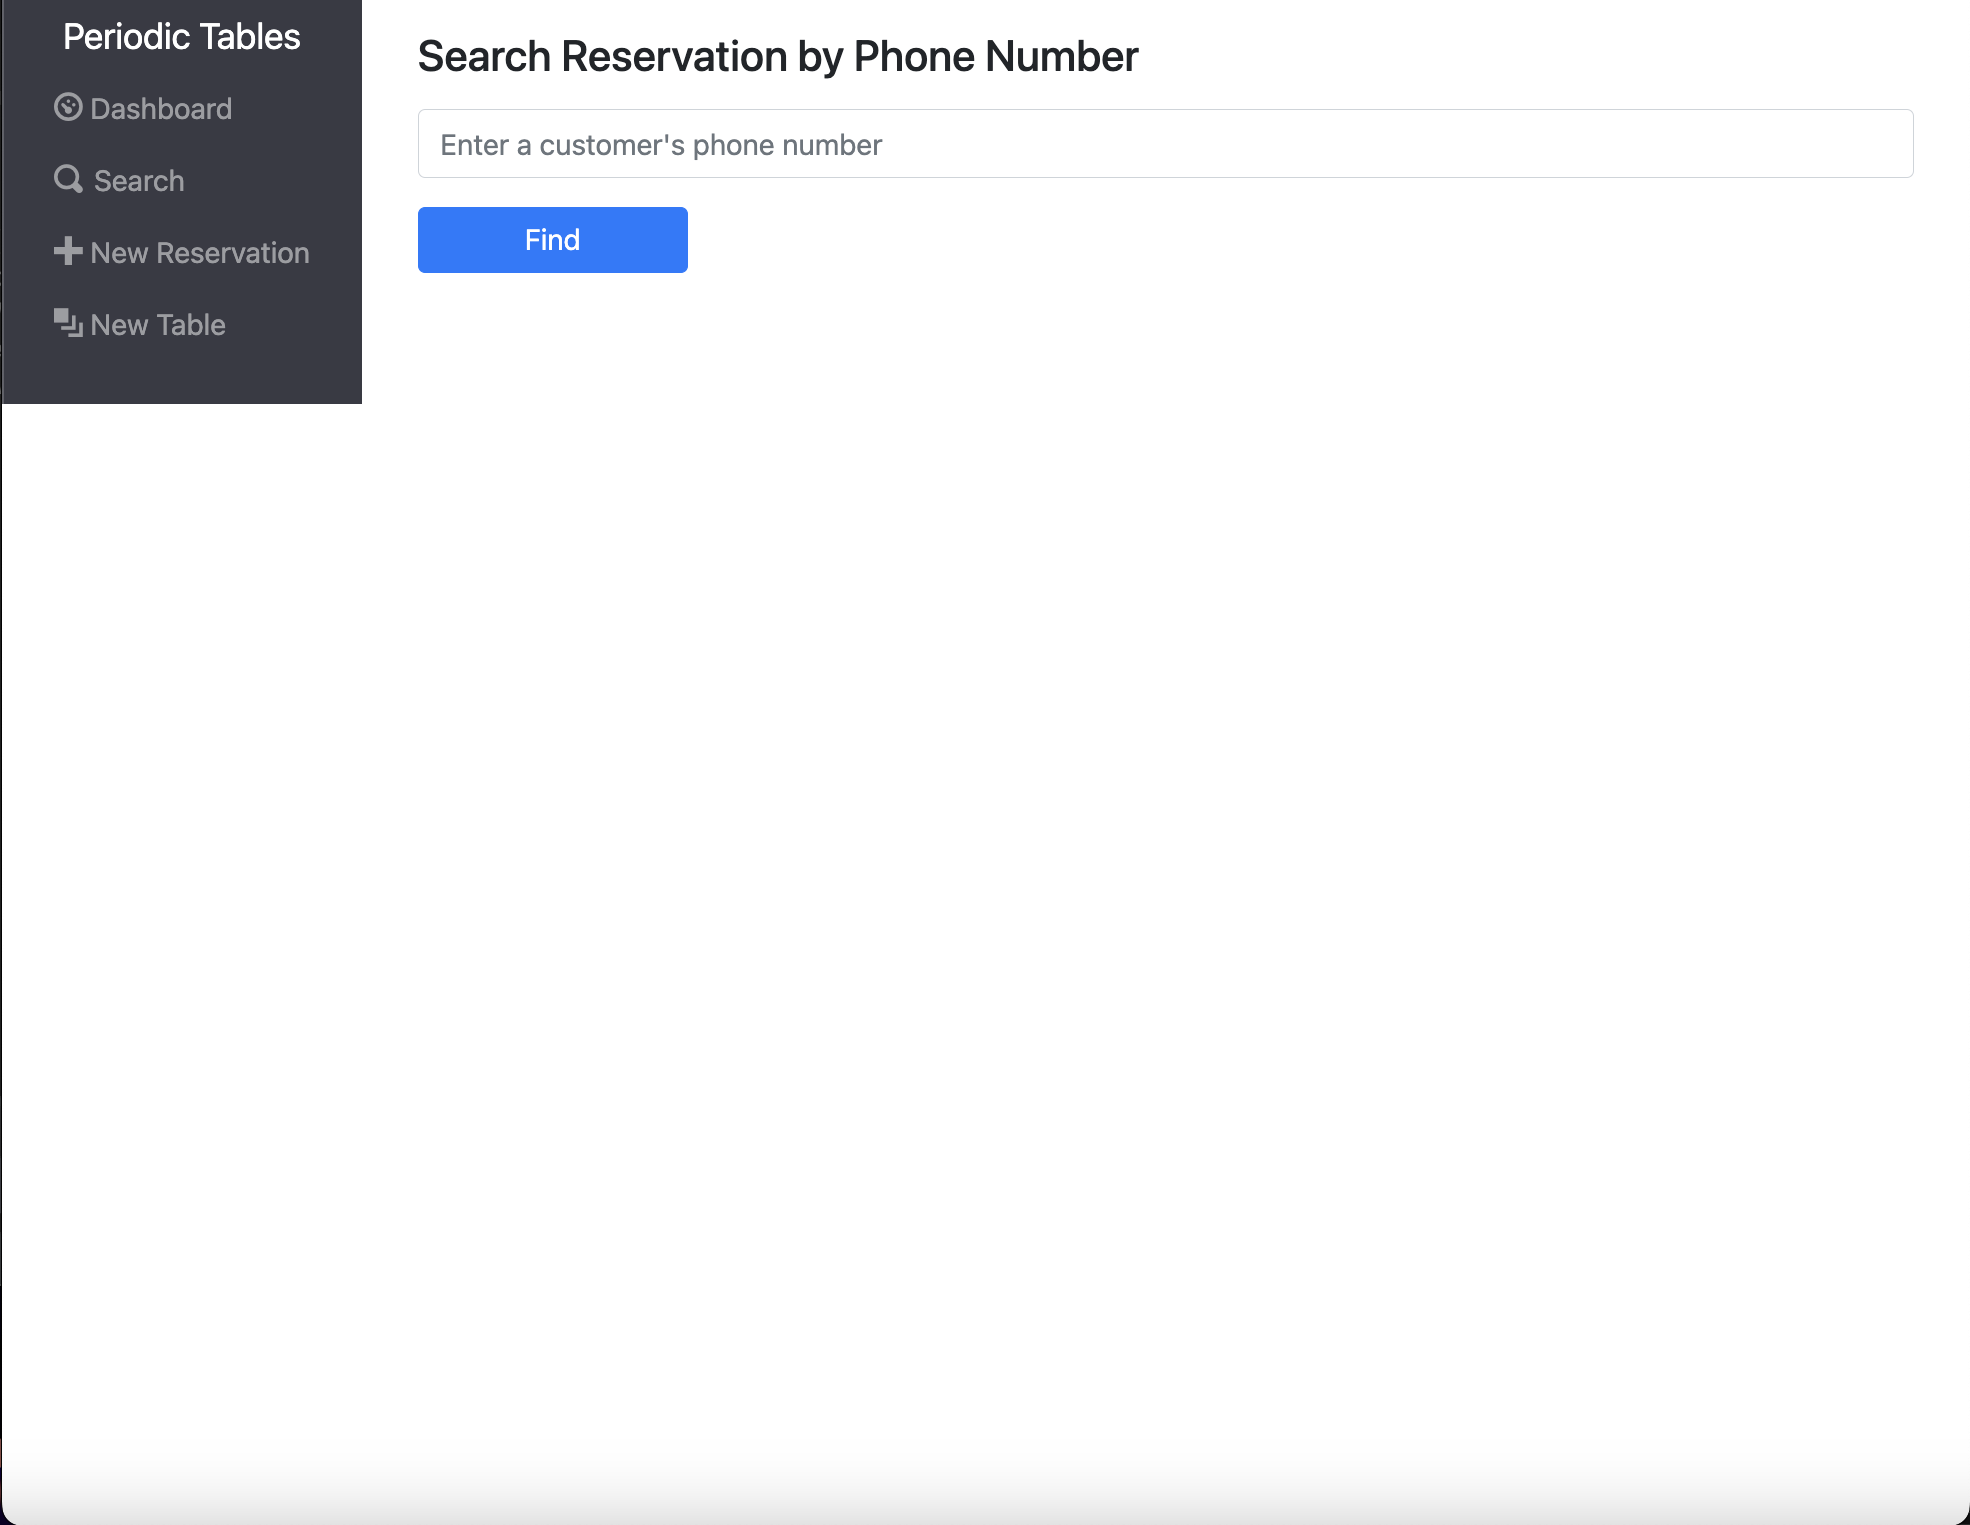 Periodic Tables
Dashboard
Search
New Reservation
New Table
Search Reservation by Phone Number
Enter a customer's phone number
Find